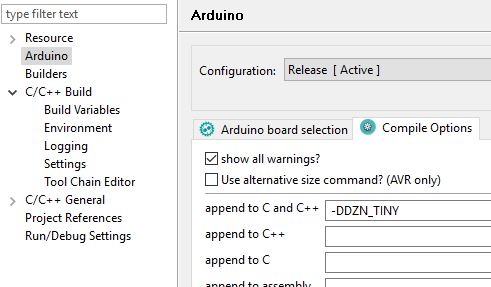 type filter text
Resource
Arduino
Builders
C/C++ Build
Build Variables
Environment
Logging
Settings
Tool Chain Editor
C/C++ General
Project References
Run/Debug Settings
Arduino
Configuration: Release [ Active ]
Arduino board selection Compile Options
show all warnings?
Use alternative size command? (AVR only)
append to C and C++ -DDZN_TINY
append to C++
append to C
append to assembly